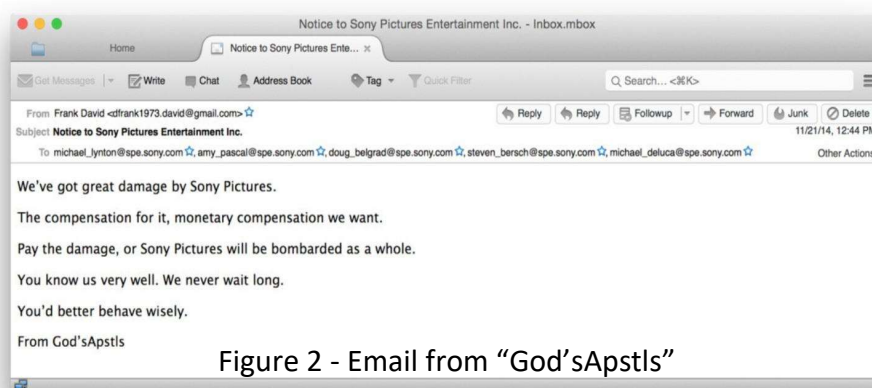 Notice to Sony Pictures Entertainment Inc. - Inbox.mbox
Home
Notice to Sony Pictures Ente... ×
Get Messages
Write
Chat
Address Book
Tag
Quick Filter
Search... <⌘K>
From Frank David <dfrank1973.david@gmail.com>
Reply
Reply
Followup
Forward
Junk
Delete
Subject Notice to Sony Pictures Entertainment Inc.
11/21/14, 12:44 PM
To michael_lynton@spe.sony.com, amy_pascal@spe.sony.com, doug_belgrad@spe.sony.com, steven_bersch@spe.sony.com, michael_deluca@spe.sony.com
Other Actions
We've got great damage by Sony Pictures.
The compensation for it, monetary compensation we want.
Pay the damage, or Sony Pictures will be bombarded as a whole.
You know us very well. We never wait long.
You'd better behave wisely.
From God'sApstls
Figure 2 - Email from “God'sApstls”